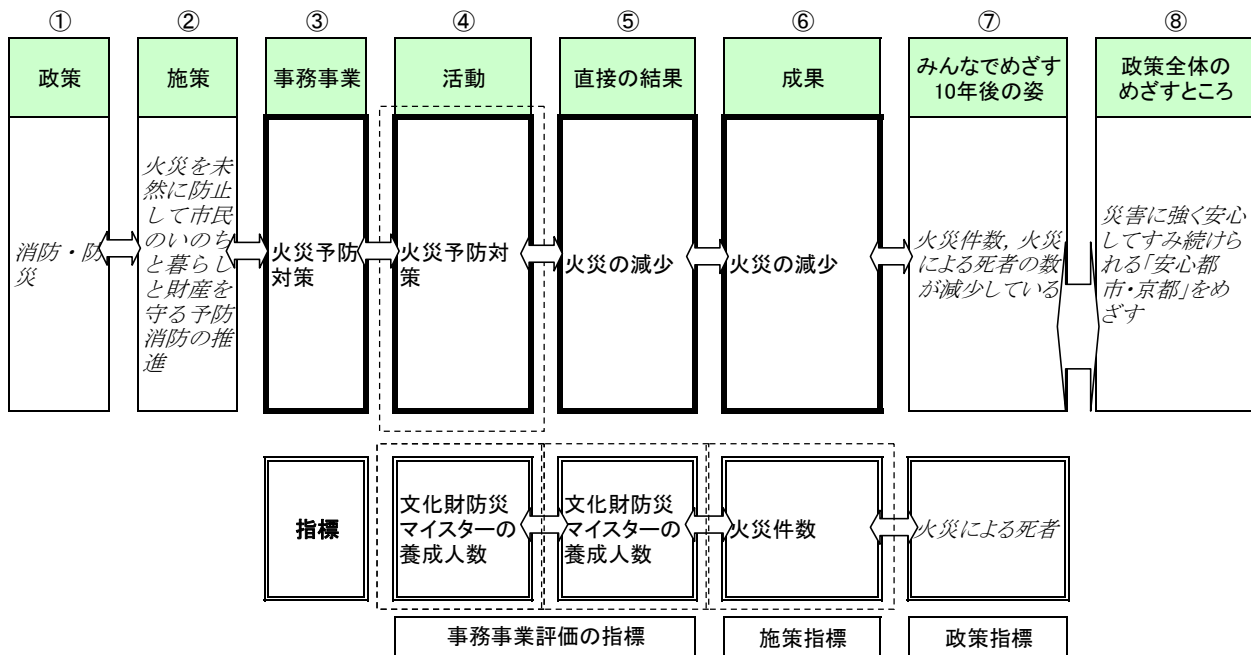 ①
②
③
④
⑤
⑥
⑦
⑧
政策
施策
事務事業
活動
直接の結果
成果
みんなでめざす
10年後の姿
政策全体の
めざすところ
消防・防
災
火災を未
然に防止
して市民
のいのち
と暮らし
と財産を
守る予防
消防の推
進
火災予防
対策
火災予防対
策
火災の減少
火災の減少
火災件数，火災
による死者の数
が減少している
災害に強く安心
してすみ続けら
れる「安心都
市・京都」をめ
ざす
指標
文化財防災
マイスターの
養成人数
文化財防災
マイスターの
養成人数
火災件数
火災による死者
事務事業評価の指標
施策指標
政策指標